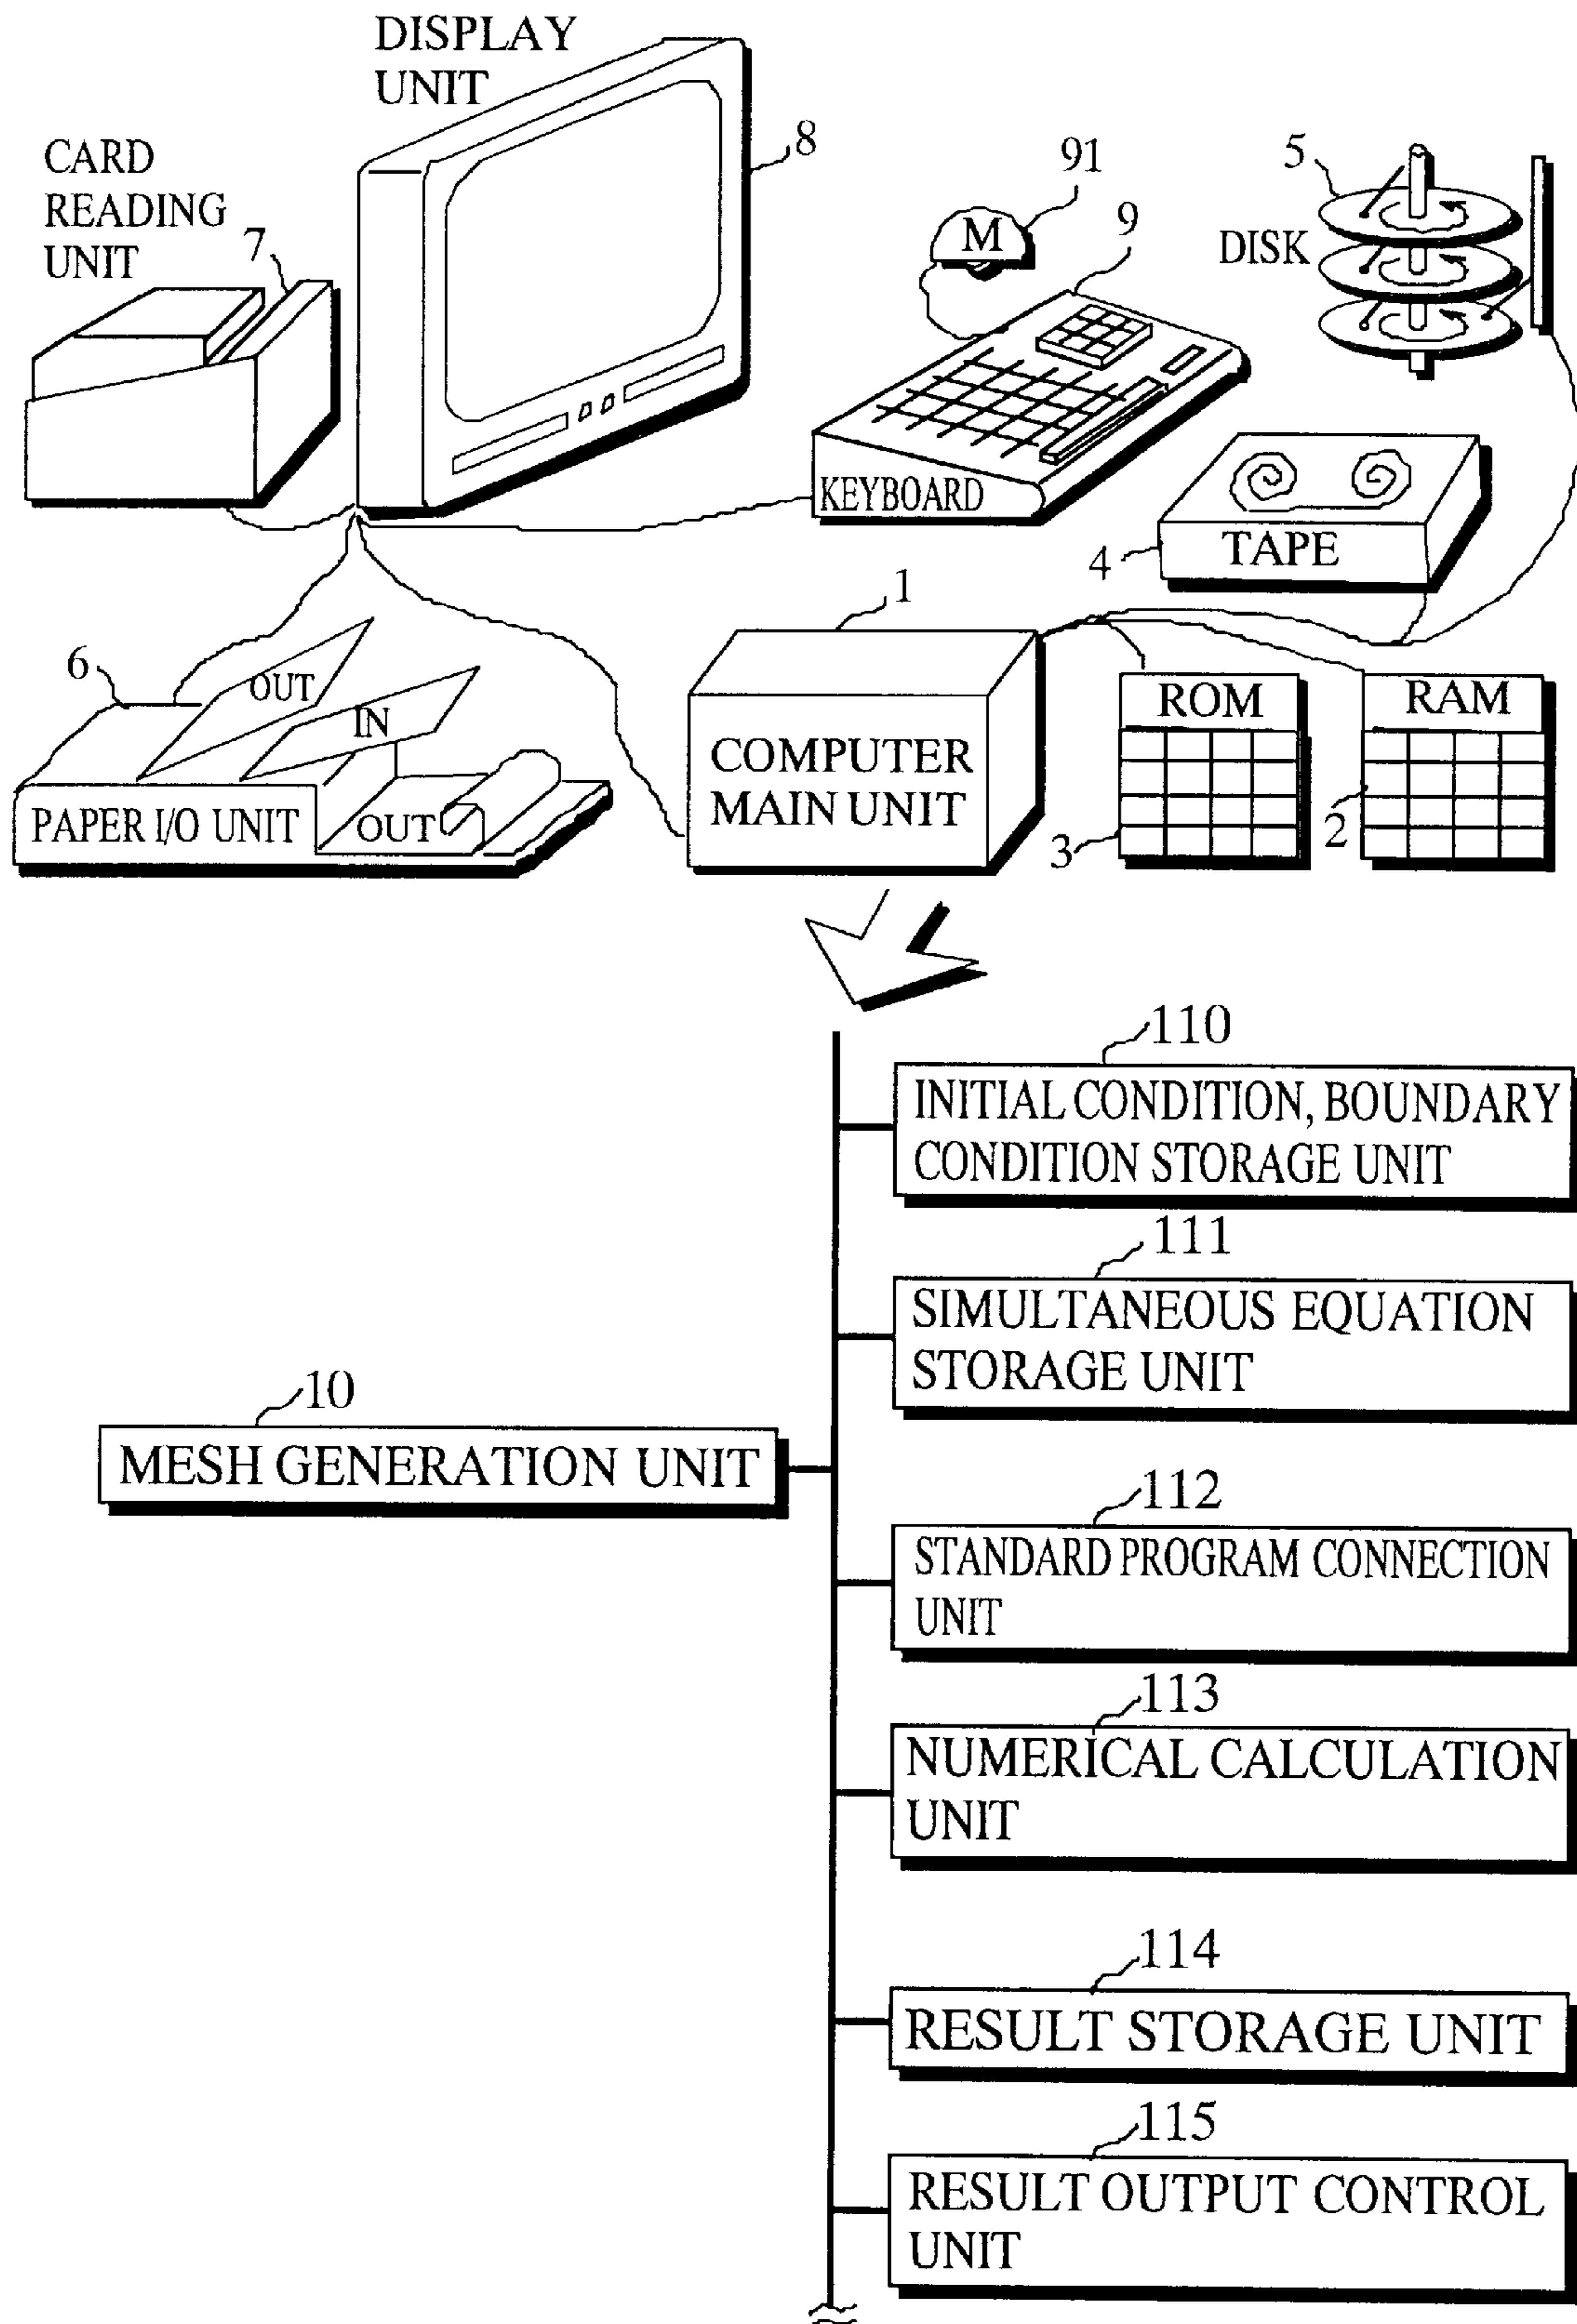 DISPLAY
UNIT
8
CARD
READING
UNIT
7
91
M
9
5
DISK
KEYBOARD
4
TAPE
1
6
OUT
IN
PAPER I/O UNIT
OUT
COMPUTER
MAIN UNIT
ROM
3
RAM
2
110
INITIAL CONDITION, BOUNDARY
CONDITION STORAGE UNIT
111
SIMULTANEOUS EQUATION
STORAGE UNIT
10
MESH GENERATION UNIT
112
STANDARD PROGRAM CONNECTION
UNIT
113
NUMERICAL CALCULATION
UNIT
114
RESULT STORAGE UNIT
115
RESULT OUTPUT CONTROL
UNIT